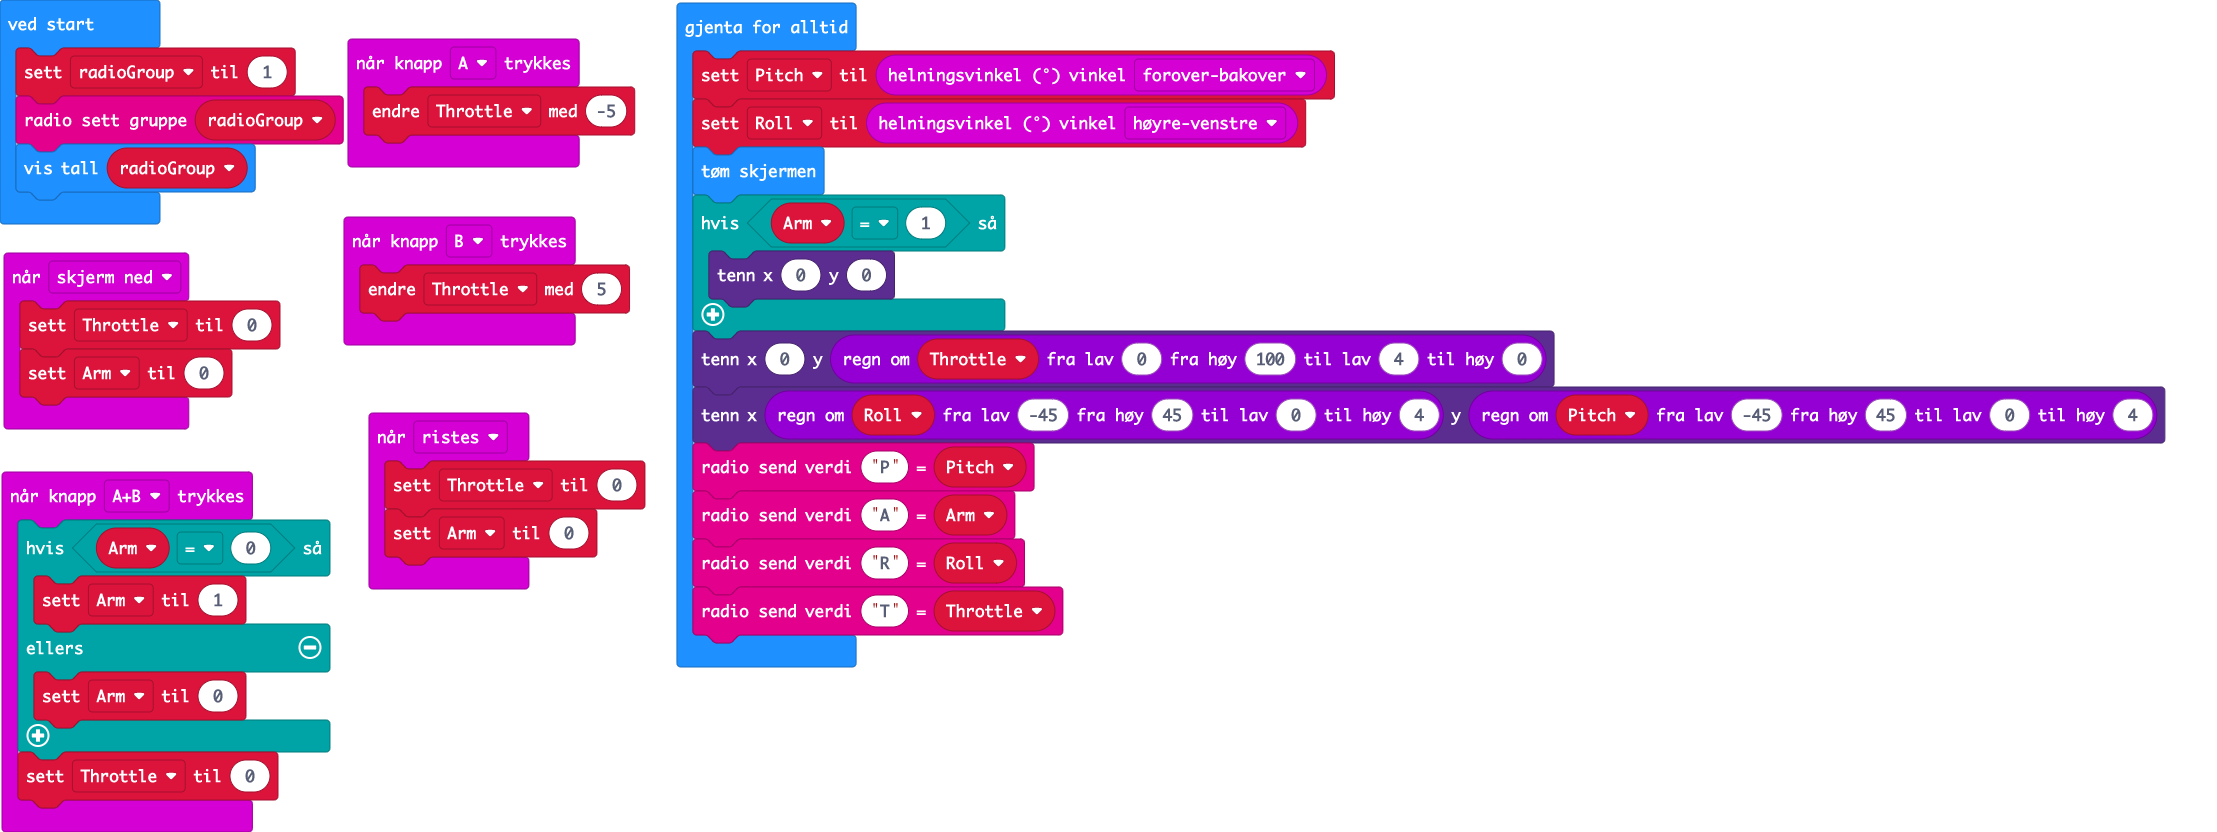 ved start
sett radioGroup til 1
radio sett gruppe radioGroup
vis tall radioGroup
når skjerm ned
sett Throttle til 0
sett Arm til 0
når knapp A+B trykkes
hvis Arm = 0 så
sett Arm til 1
ellers
sett Arm til 0
sett Throttle til 0
når knapp A trykkes
endre Throttle med -5
når knapp B trykkes
endre Throttle med 5
når ristes
sett Throttle til 0
sett Arm til 0
gjenta for alltid
sett Pitch til helningsvinkel (°) vinkel forover-bakover
sett Roll til helningsvinkel (°) vinkel høyre-venstre
tøm skjermen
hvis Arm = 1 så
tenn x 0 y 0
tenn x 0 y regn om Throttle fra lav 0 fra høy 100 til lav 4 til høy 0
tenn x regn om Roll fra lav -45 fra høy 45 til lav 0 til høy 4 y regn om Pitch fra lav -45 fra høy 45 til lav 0 til høy 4
radio send verdi "P" = Pitch
radio send verdi "A" = Arm
radio send verdi "R" = Roll
radio send verdi "T" = Throttle